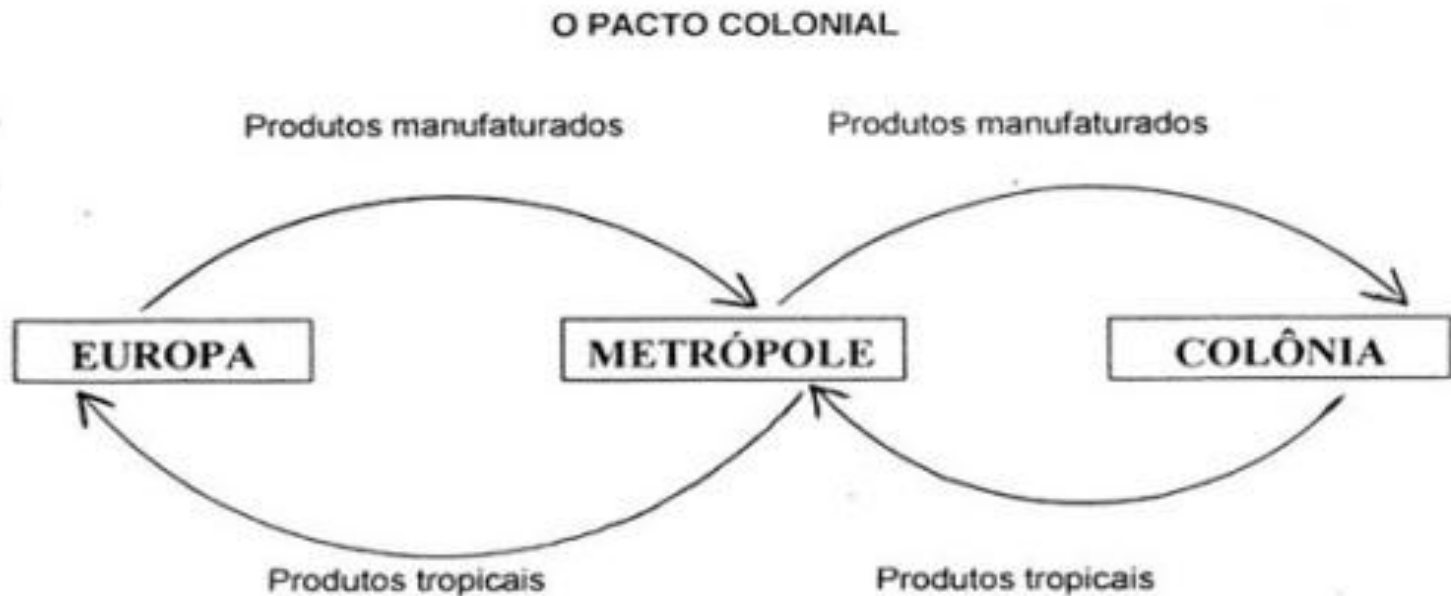 O PACTO COLONIAL
Produtos manufaturados Produtos manufaturados
EUROPA METRÓPOLE COLÔNIA
Produtos tropicais Produtos tropicais